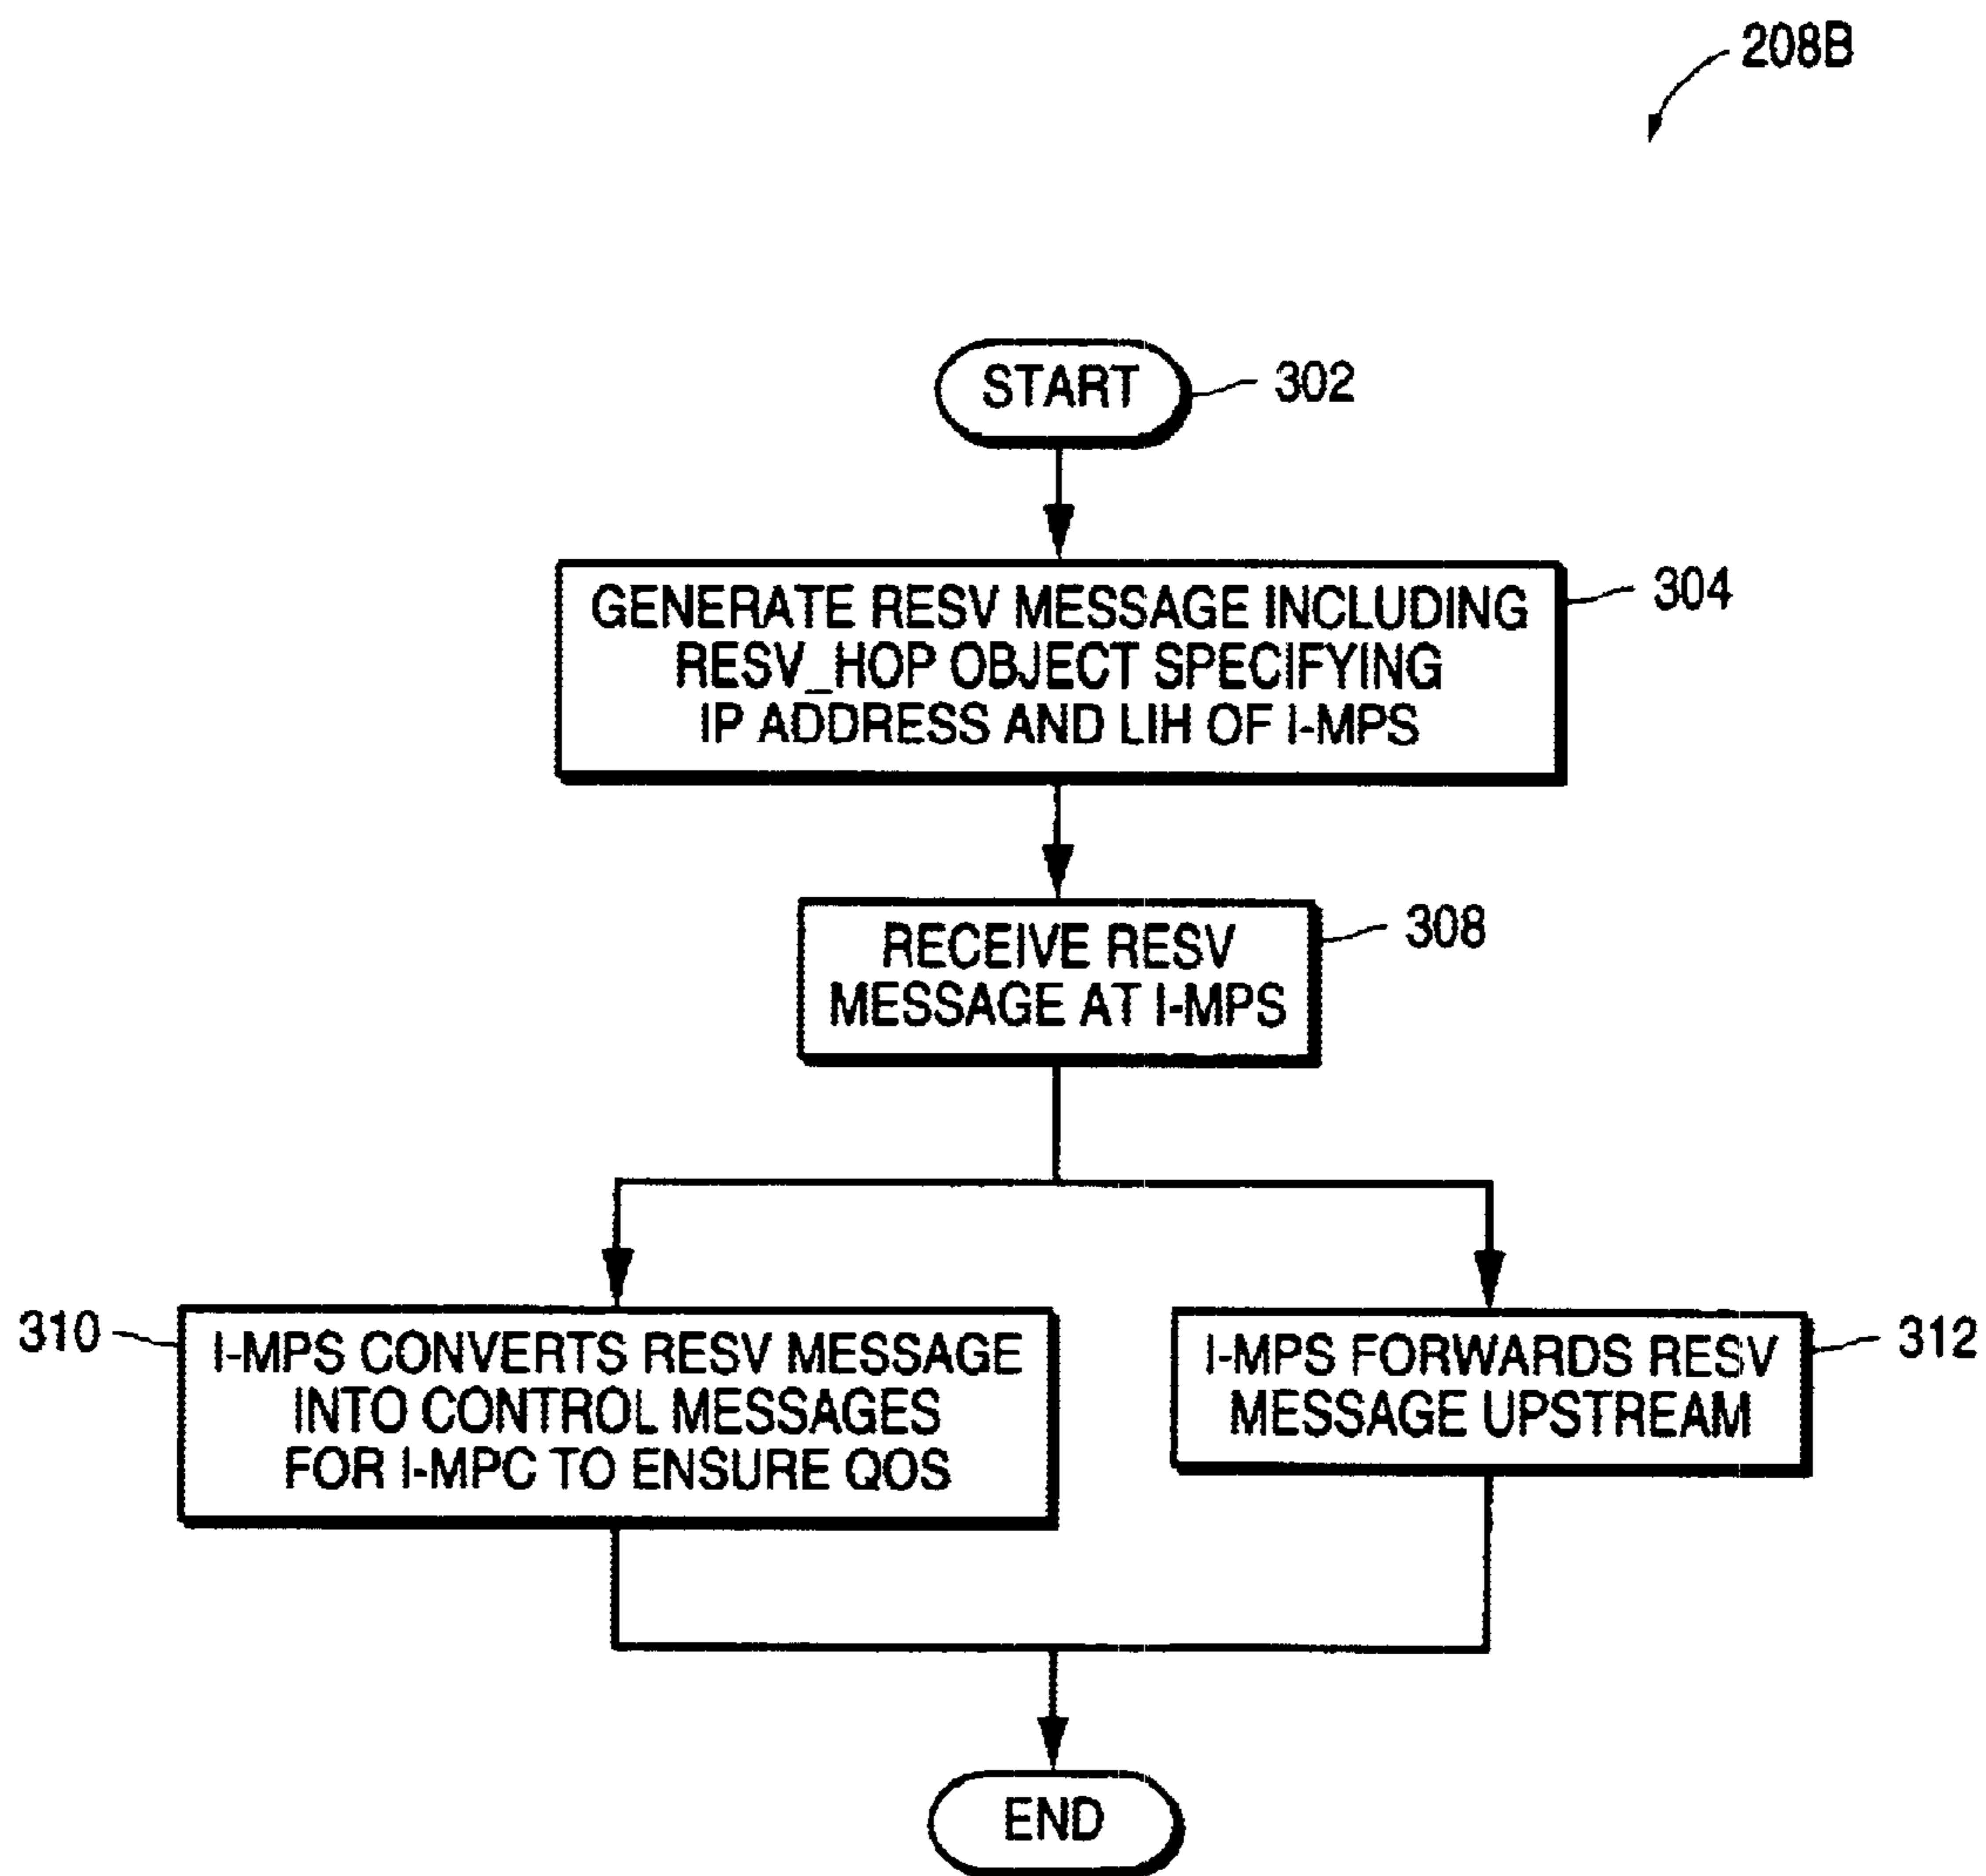 208B
START
302
GENERATE RESV MESSAGE INCLUDING
RESV_HOP OBJECT SPECIFYING
IP ADDRESS AND LIH OF I-MPS
304
RECEIVE RESV
MESSAGE AT I-MPS
308
310
I-MPS CONVERTS RESV MESSAGE
INTO CONTROL MESSAGES
FOR I-MPC TO ENSURE QOS
I-MPS FORWARDS RESV
MESSAGE UPSTREAM
312
END